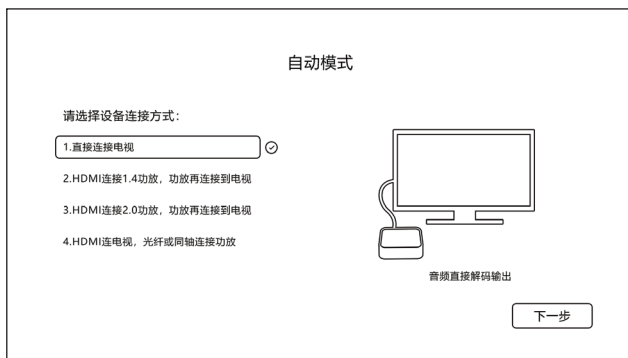 自动模式
请选择设备连接方式：
1.直接连接电视
2.HDMI连接1.4功放，功放再连接到电视
3.HDMI连接2.0功放，功放再连接到电视
4.HDMI连电视，光纤或同轴连接功放
音频直接解码输出
下一步